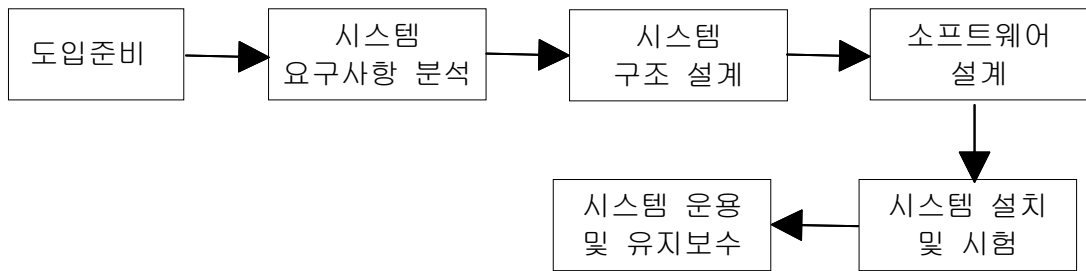 도입준비
시스템
요구사항 분석
시스템
구조 설계
소프트웨어
설계
시스템 설치
및 시험
시스템 운용
및 유지보수